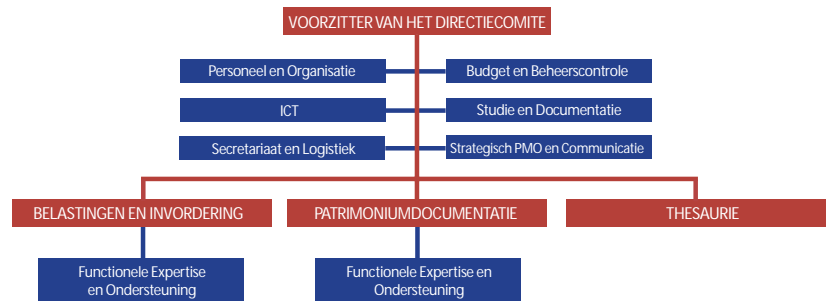 VOORZITTER VAN HET DIRECTIECOMITE
Personeel en Organisatie
Budget en Beheerscontrole
ICT
Studie en Documentatie
Secretariaat en Logistiek
Strategisch PMO en Communicatie
BELASTINGEN EN INVORDERING
PATRIMONIUMDOCUMENTATIE
THESAURIE
Functionele Expertise
en Ondersteuning
Functionele Expertise en
Ondersteuning